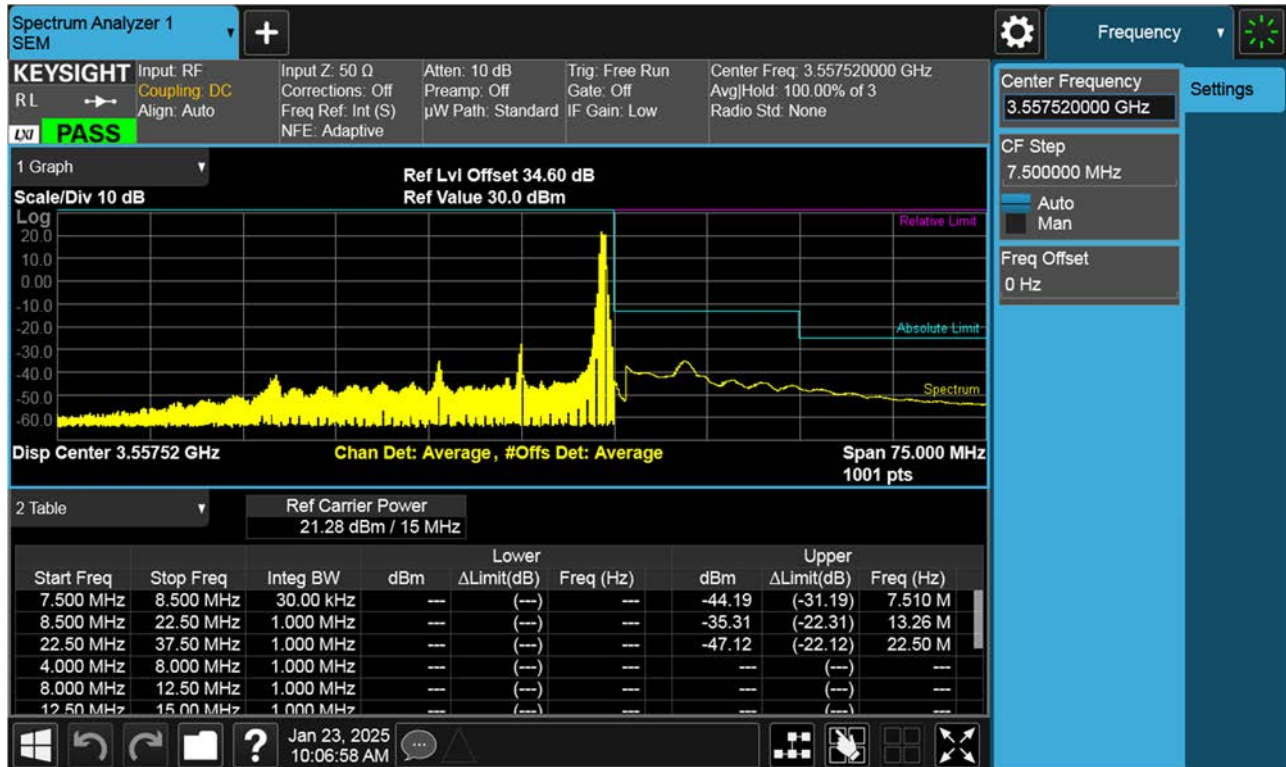 Spectrum Analyzer 1
SEM
+
Frequency
KEYSIGHT
RL
LXI PASS
Input: RF
Coupling: DC
Align: Auto
Input Z: 50 Ω
Corrections: Off
Freq Ref: Int (S)
NFE: Adaptive
Atten: 10 dB
Preamp: Off
µW Path: Standard
Trig: Free Run
Gate: Off
IF Gain: Low
Center Freq: 3.557520000 GHz
Avg|Hold: 100.00% of 3
Radio Std: None
Center Frequency
3.557520000 GHz
Settings
CF Step
7.500000 MHz
Auto
Man
Freq Offset
0 Hz
1 Graph
Ref Lvl Offset 34.60 dB
Scale/Div 10 dB Ref Value 30.0 dBm
Log
Relative Limit
20.0
10.0
0.00
-10.0
-20.0
Absolute Limit
-30.0
-40.0
-50.0
Spectrum
-60.0
Disp Center 3.55752 GHz Chan Det: Average, #Offs Det: Average Span 75.000 MHz
1001 pts
2 Table
Ref Carrier Power
21.28 dBm / 15 MHz
Lower Upper
Start Freq Stop Freq Integ BW dBm ΔLimit(dB) Freq (Hz) dBm ΔLimit(dB) Freq (Hz)
7.500 MHz 8.500 MHz 30.00 kHz --- (---) --- -44.19 (-31.19) 7.510 M
8.500 MHz 22.50 MHz 1.000 MHz --- (---) --- -35.31 (-22.31) 13.26 M
22.50 MHz 37.50 MHz 1.000 MHz --- (---) --- -47.12 (-22.12) 22.50 M
4.000 MHz 8.000 MHz 1.000 MHz --- (---) --- --- (---) ---
8.000 MHz 12.50 MHz 1.000 MHz --- (---) --- --- (---) ---
12.50 MHz 15.00 MHz 1.000 MHz --- (---) --- --- (---) ---
?
Jan 23, 2025
10:06:58 AM